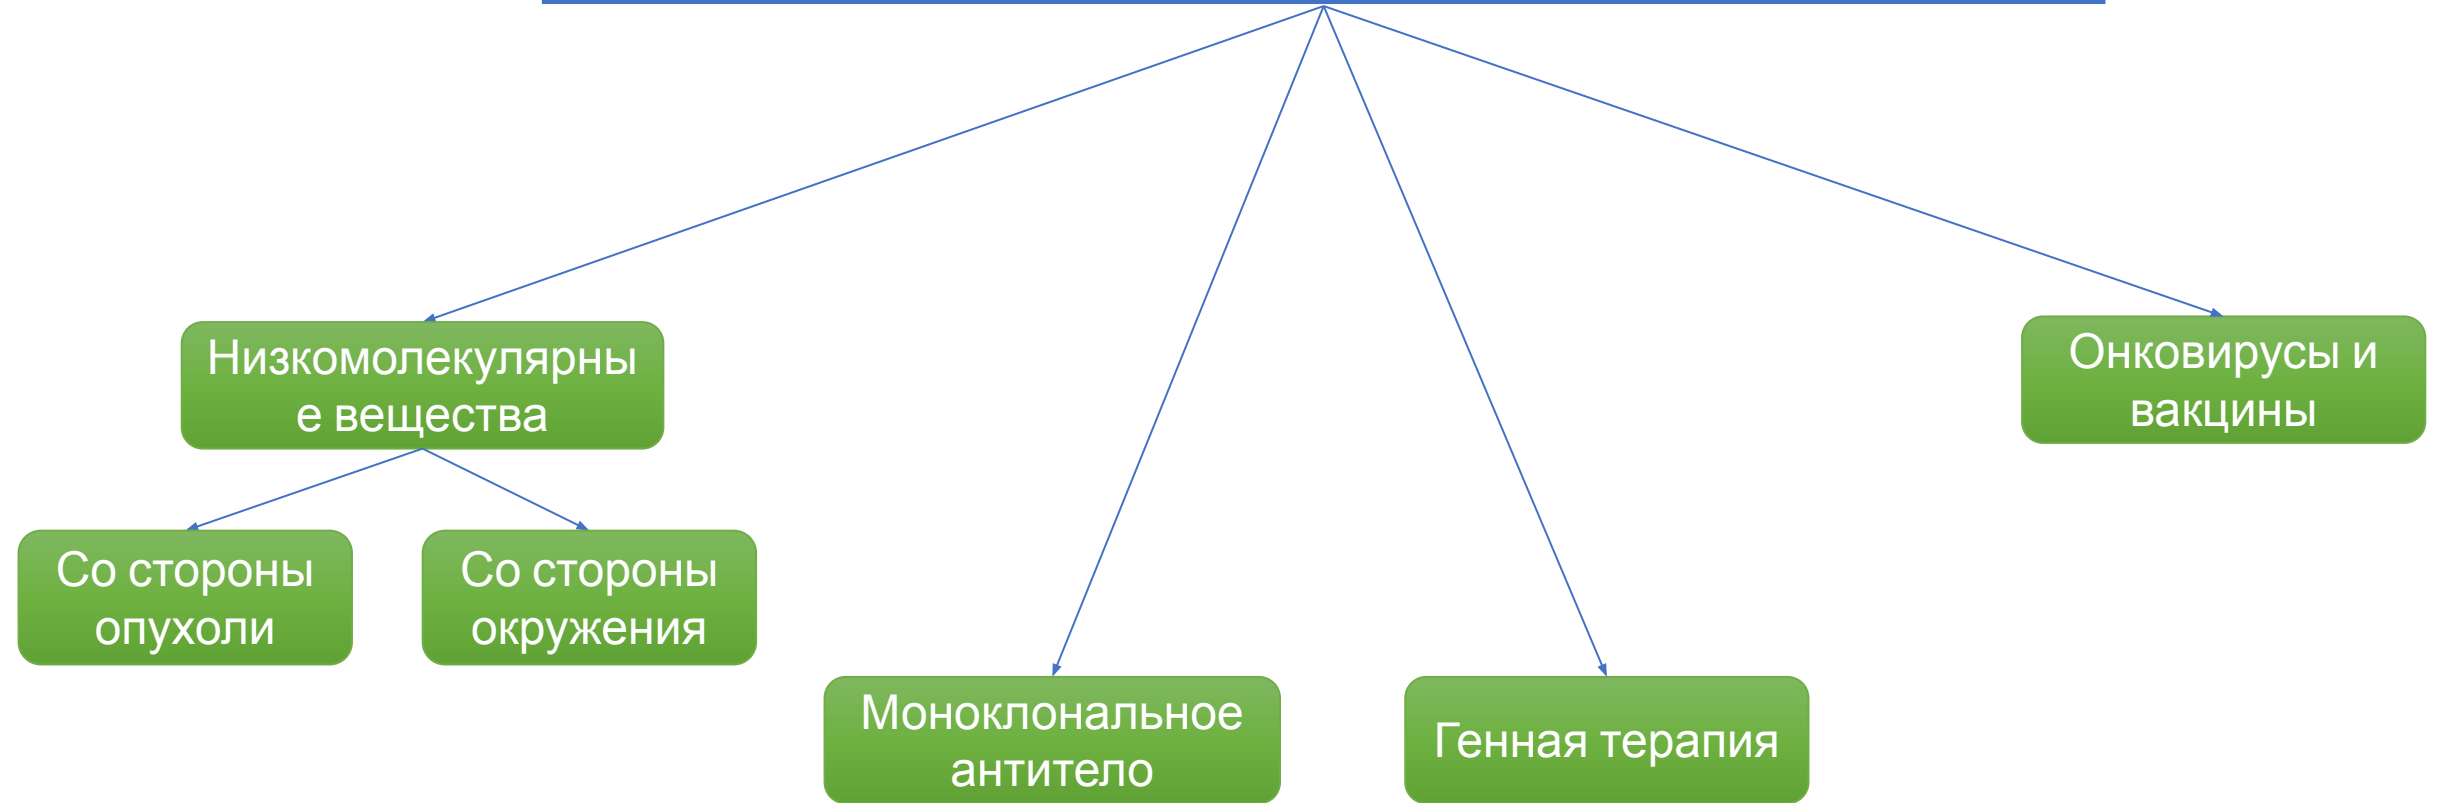 Низкомолекулярны
е вещества
Онковирусы и
вакцины
Со стороны
опухоли
Со стороны
окружения
Моноклональное
антитело
Генная терапия